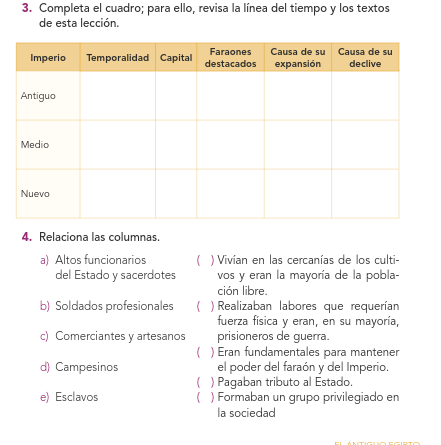 3. Completa el cuadro; para ello, revisa la línea del tiempo y los textos
de esta lección.
Imperio Temporalidad Capital Faraones destacados Causa de su expansión Causa de su declive
Antiguo
Medio
Nuevo
4. Relaciona las columnas.
a) Altos funcionarios
del Estado y sacerdotes
b) Soldados profesionales
c) Comerciantes y artesanos
d) Campesinos
e) Esclavos
( ) Vivían en las cercanías de los culti-
vos y eran la mayoría de la pobla-
ción libre.
( ) Realizaban labores que requerían
fuerza física y eran, en su mayoría,
prisioneros de guerra.
( ) Eran fundamentales para mantener
el poder del faraón y del Imperio.
( ) Pagaban tributo al Estado.
( ) Formaban un grupo privilegiado en
la sociedad